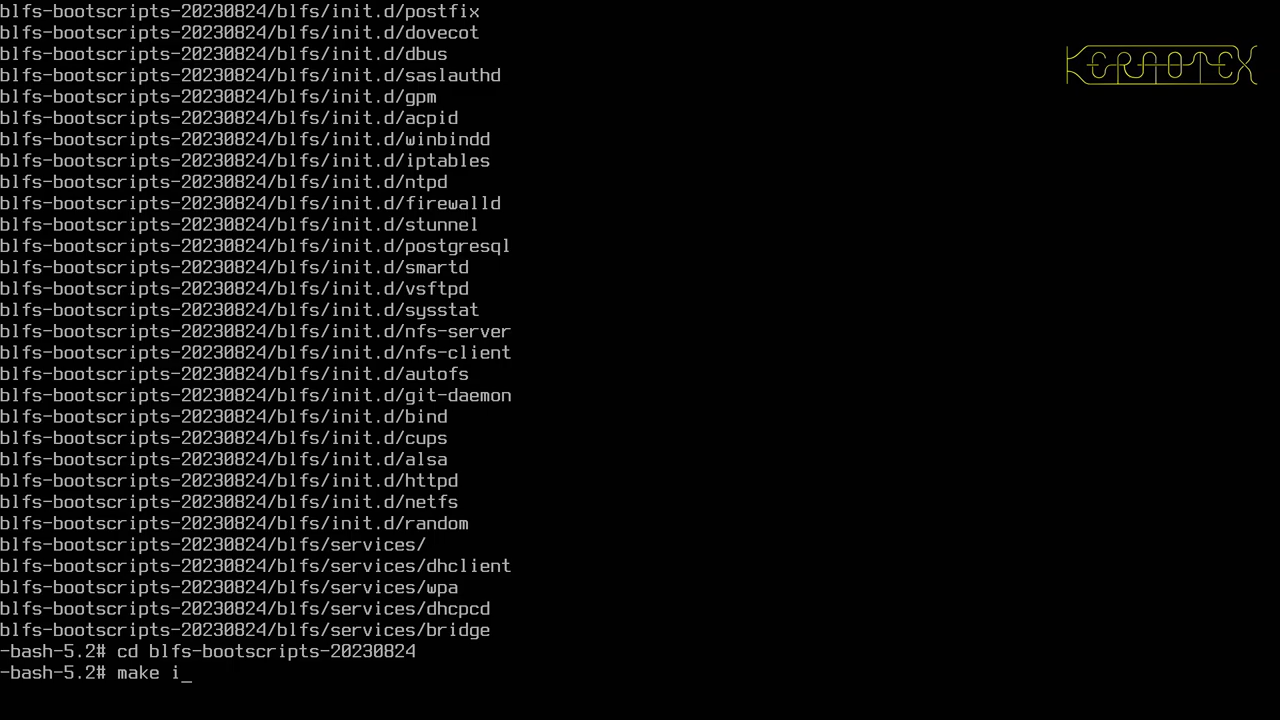 blfs-bootscripts-20230824/blfs/init.d/postfix
blfs-bootscripts-20230824/blfs/init.d/dovecot
blfs-bootscripts-20230824/blfs/init.d/dbus
blfs-bootscripts-20230824/blfs/init.d/saslauthd
blfs-bootscripts-20230824/blfs/init.d/gpm
blfs-bootscripts-20230824/blfs/init.d/acpid
blfs-bootscripts-20230824/blfs/init.d/winbindd
blfs-bootscripts-20230824/blfs/init.d/iptables
blfs-bootscripts-20230824/blfs/init.d/ntpd
blfs-bootscripts-20230824/blfs/init.d/firewalld
blfs-bootscripts-20230824/blfs/init.d/stunnel
blfs-bootscripts-20230824/blfs/init.d/postgresql
blfs-bootscripts-20230824/blfs/init.d/smartd
blfs-bootscripts-20230824/blfs/init.d/vsftpd
blfs-bootscripts-20230824/blfs/init.d/sysstat
blfs-bootscripts-20230824/blfs/init.d/nfs-server
blfs-bootscripts-20230824/blfs/init.d/nfs-client
blfs-bootscripts-20230824/blfs/init.d/autofs
blfs-bootscripts-20230824/blfs/init.d/git-daemon
blfs-bootscripts-20230824/blfs/init.d/bind
blfs-bootscripts-20230824/blfs/init.d/cups
blfs-bootscripts-20230824/blfs/init.d/alsa
blfs-bootscripts-20230824/blfs/init.d/httpd
blfs-bootscripts-20230824/blfs/init.d/netfs
blfs-bootscripts-20230824/blfs/init.d/random
blfs-bootscripts-20230824/blfs/services/
blfs-bootscripts-20230824/blfs/services/dhclient
blfs-bootscripts-20230824/blfs/services/wpa
blfs-bootscripts-20230824/blfs/services/dhcpcd
blfs-bootscripts-20230824/blfs/services/bridge
-bash-5.2# cd blfs-bootscripts-20230824
-bash-5.2# make i_